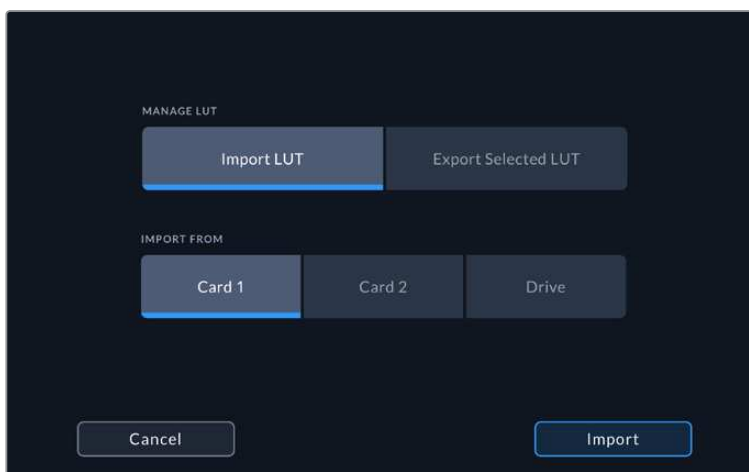 MANAGE LUT
Import LUT Export Selected LUT
IMPORT FROM
Card 1 Card 2 Drive
Cancel Import